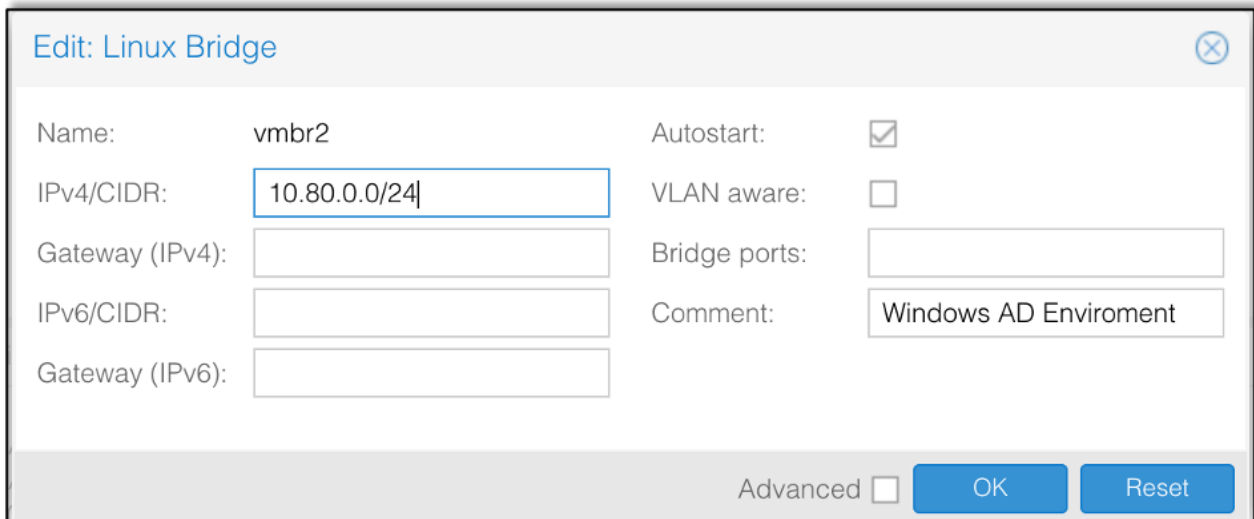 Edit: Linux Bridge
Name: vmbr2 Autostart:
IPv4/CIDR: 10.80.0.0/24 VLAN aware:
Gateway (IPv4): Bridge ports:
IPv6/CIDR: Comment: Windows AD Enviroment
Gateway (IPv6):
Advanced OK Reset